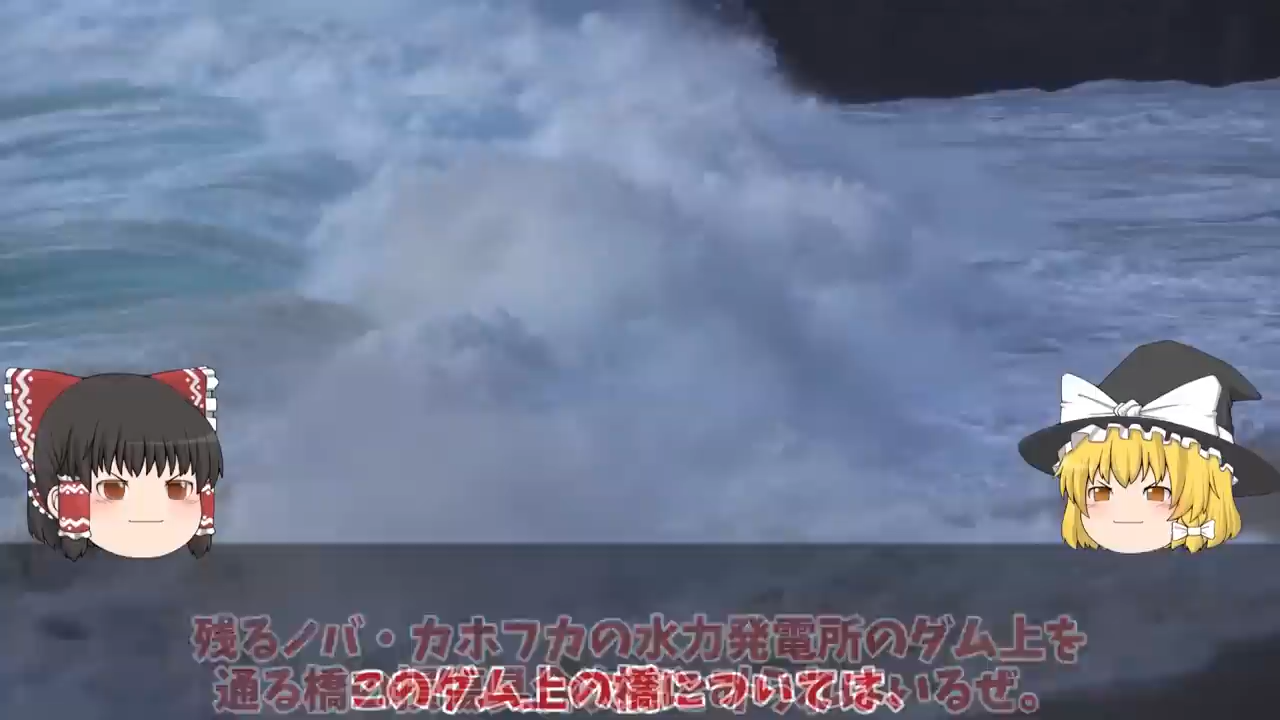 残るノバ・カホフカの水力発電所のダム上を
通る橋
いるぜ。
このダム上の橋については、